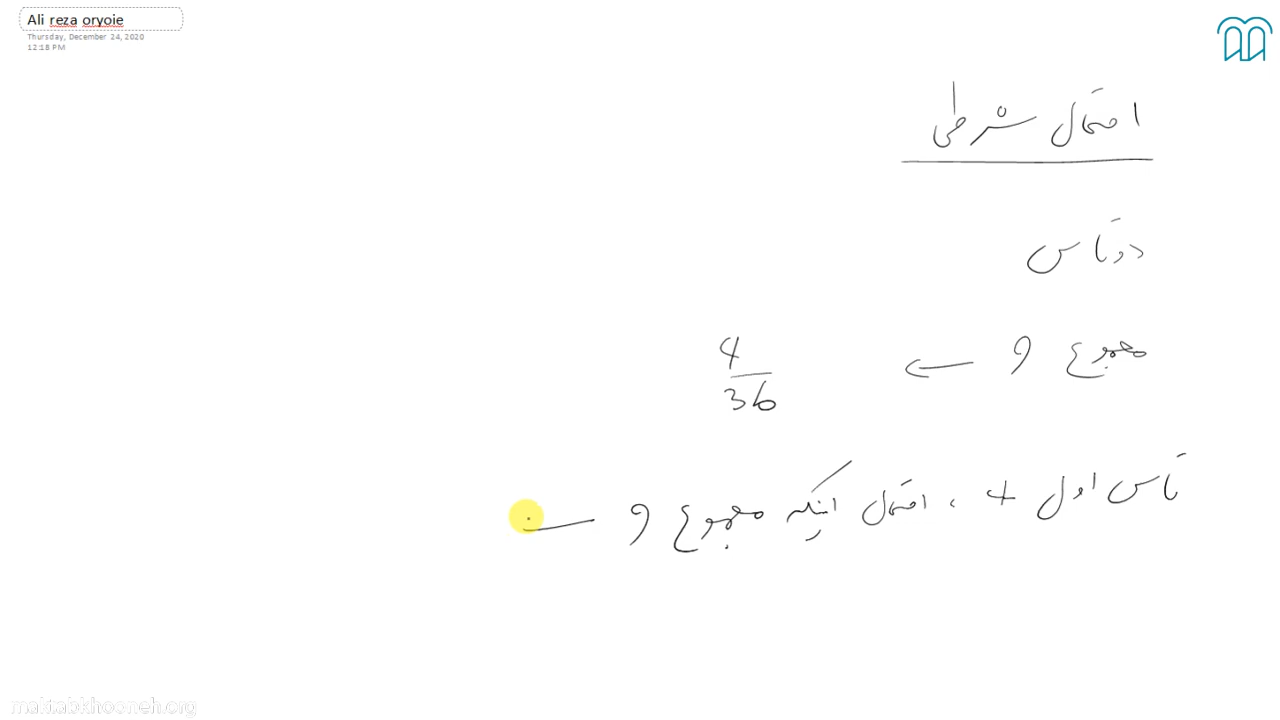 Ali reza oryoie
Thursday, December 24, 2020
12:18 PM
احتمال شرطی
دو تاس
مجموع ۹ ← 4/36
تاس اول ۴ ، احتمال اینکه مجموع ۹
maktabkhooneh.org